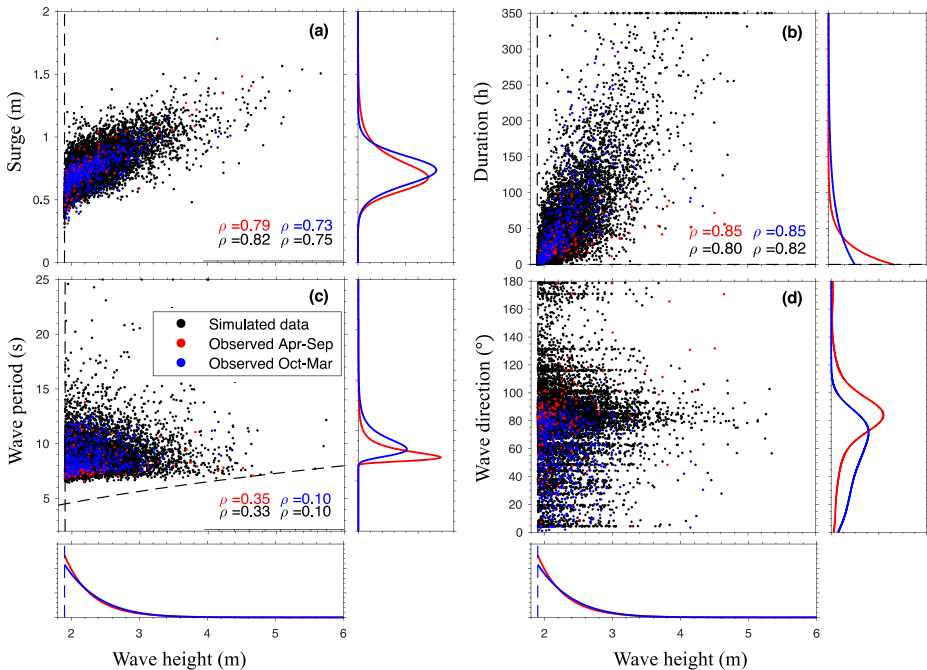 (a)
Surge (m)
2
1.5
1
0.5
0
ρ =0.79 ρ =0.73
ρ =0.82 ρ =0.75
(b)
Duration (h)
350
300
250
200
150
100
50
0
ρ =0.85 ρ =0.85
ρ =0.80 ρ =0.82
(c)
Wave period (s)
25
20
15
10
5
Simulated data
Observed Apr-Sep
Observed Oct-Mar
ρ =0.35 ρ =0.10
ρ =0.33 ρ =0.10
(d)
Wave direction (°)
180
160
140
120
100
80
60
40
20
0
2 3 4 5 6
Wave height (m)
2 3 4 5 6
Wave height (m)